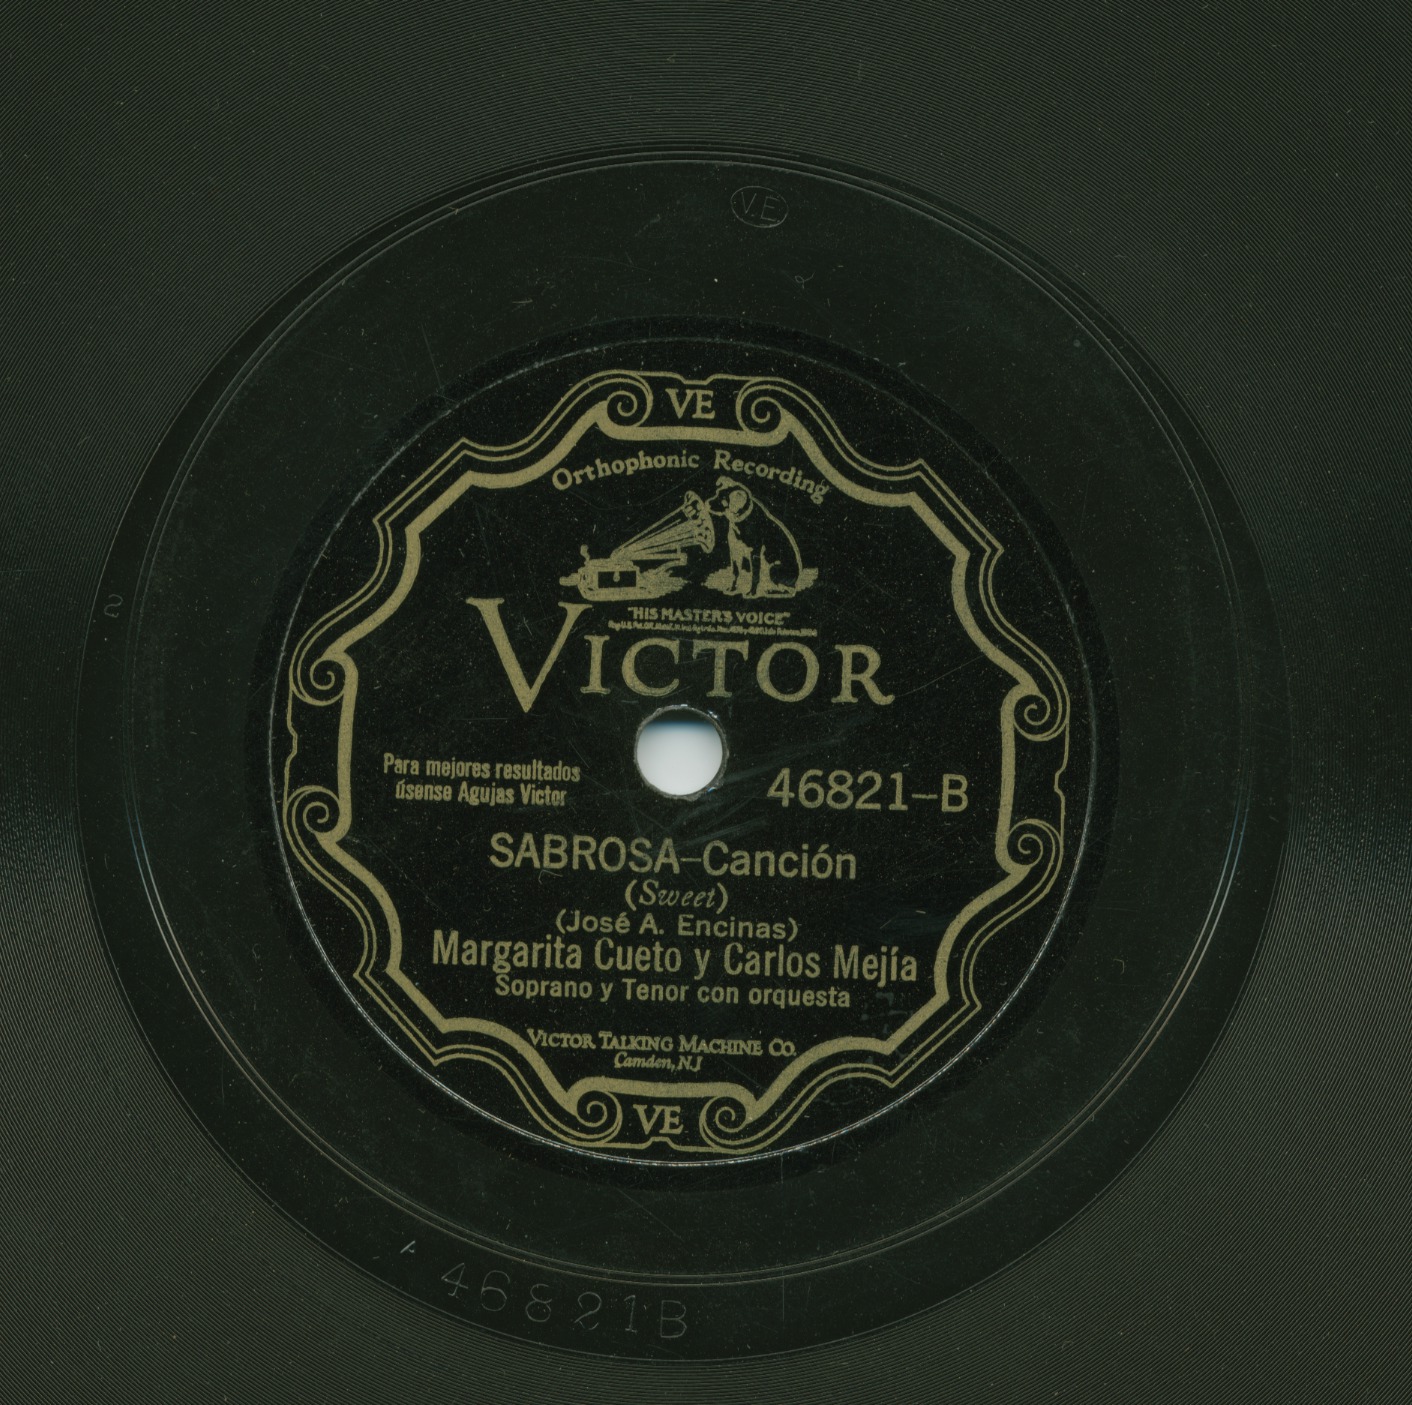 V.E
VE
Orthophonic Recording
"HIS MASTER'S VOICE"
VICTOR
Para mejores resultados
úsense Agujas Victor
46821-B
SABROSA-Canción
(Sweet)
(José A. Encinas)
Margarita Cueto y Carlos Mejía
Soprano y Tenor con orquesta
VICTOR TALKING MACHINE CO.
Camden, N.J
VE
46821B